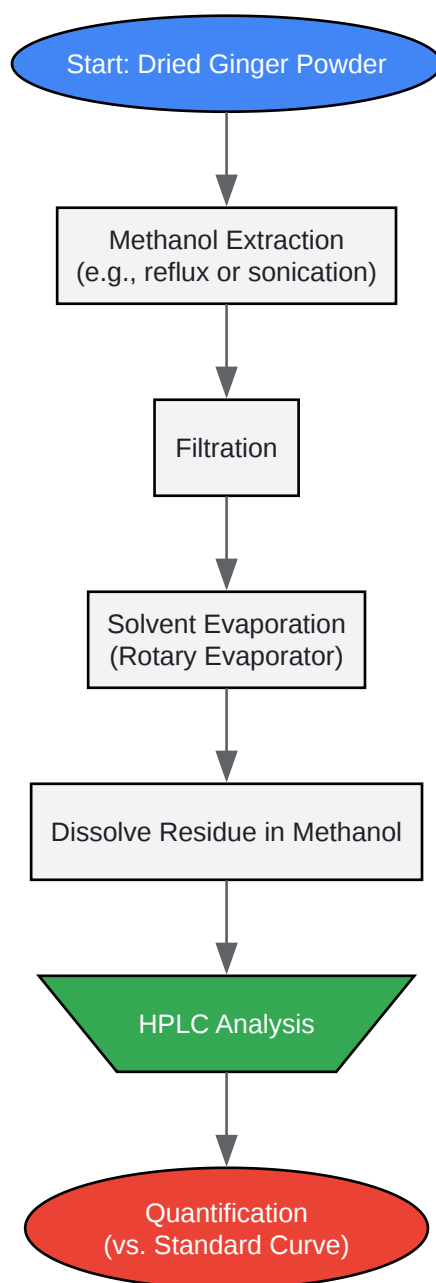 Start: Dried Ginger Powder
Methanol Extraction
(e.g., reflux or sonication)
Filtration
Solvent Evaporation
(Rotary Evaporator)
Dissolve Residue in Methanol
HPLC Analysis
Quantification
(vs. Standard Curve)